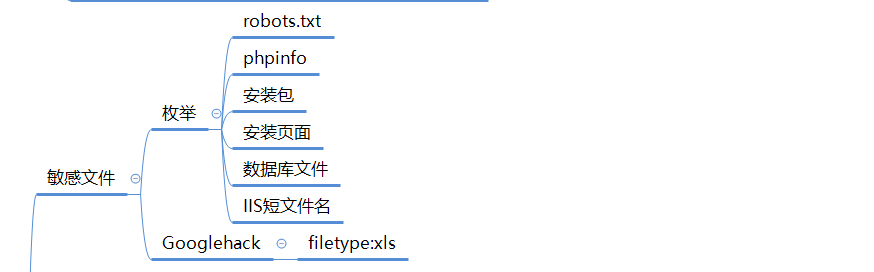 robots.txt
phpinfo
枚举
安装包
安装页面
敏感文件
数据库文件
IIS短文件名
Googlehack
filetype:xls